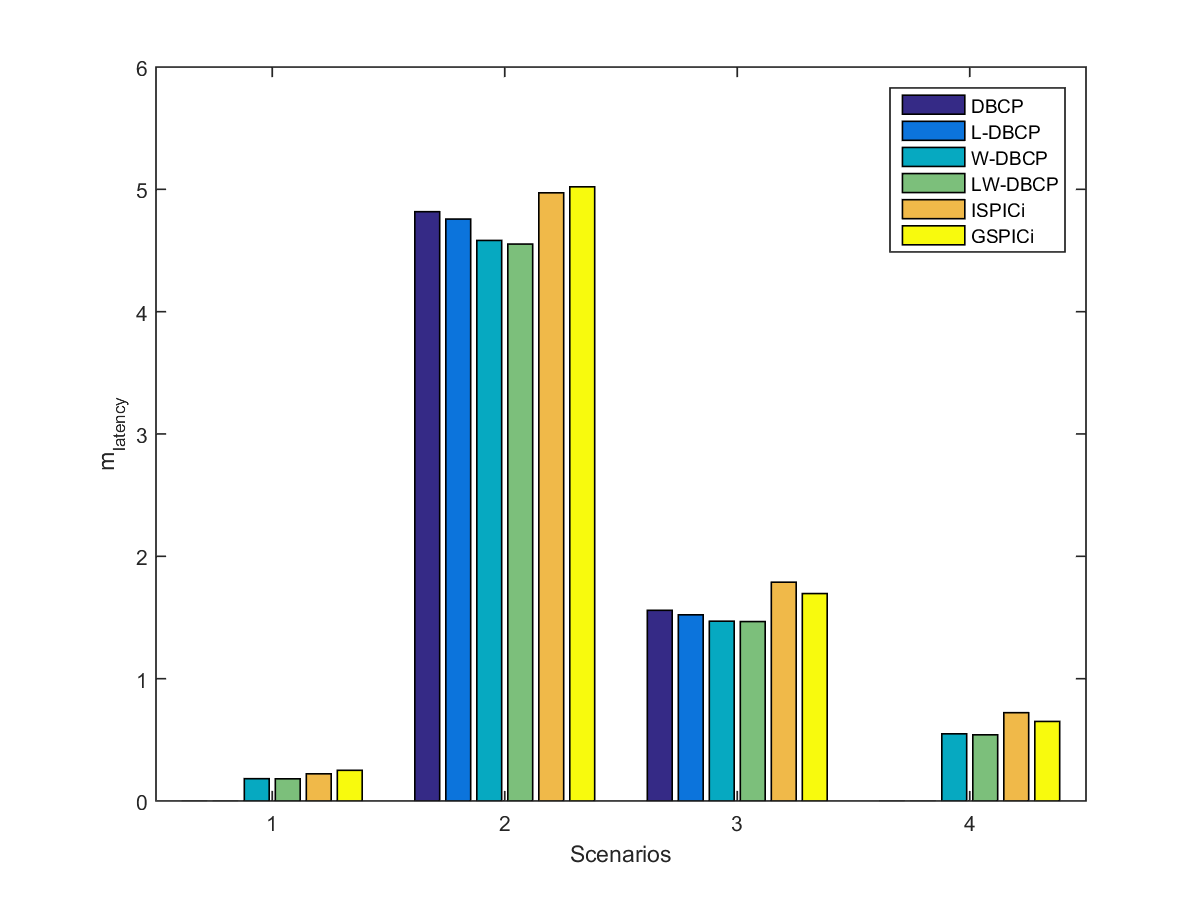 6
5
4
3
2
1
0
m_latency
1 2 3 4
Scenarios
DBCP
L-DBCP
W-DBCP
LW-DBCP
ISPICi
GSPICi